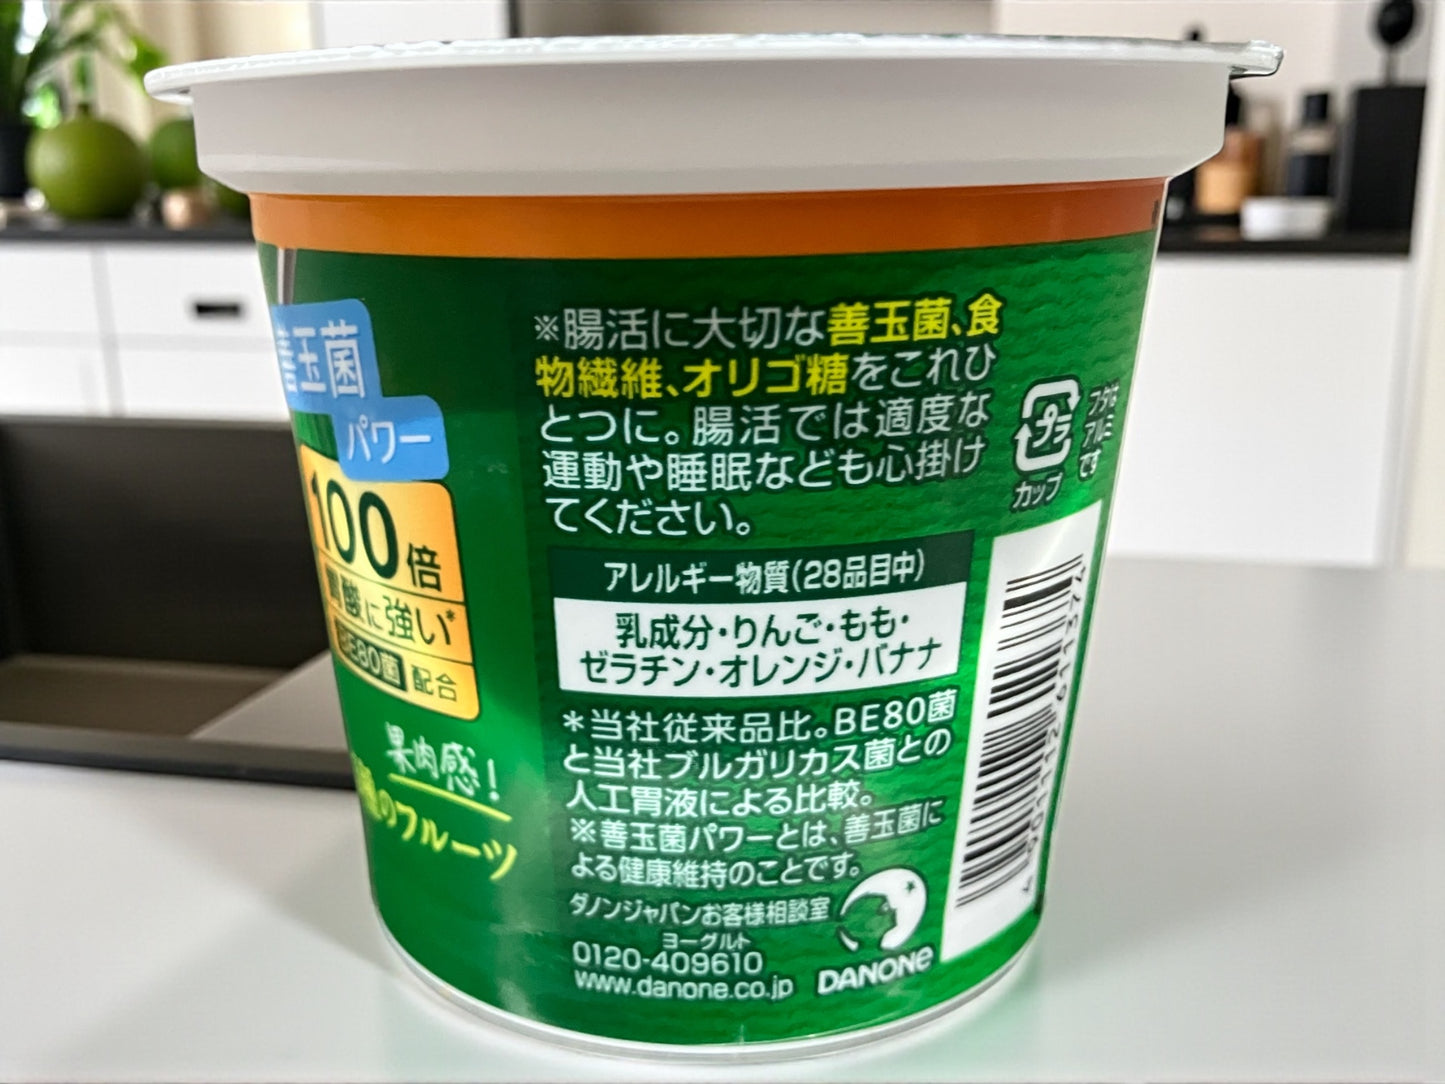 玉菌
パワー
100倍
胃酸に強い*
BE80菌 配合
果肉感!
のフルーツ
※腸活に大切な善玉菌、食
物繊維、オリゴ糖をこれひ
とつに。腸活では適度な
運動や睡眠なども心掛け
てください。
アレルギー物質(28品目中)
乳成分・りんご・もも・
ゼラチン・オレンジ・バナナ
*当社従来品比。BE80菌
と当社ブルガリカス菌との
人工胃液による比較。
※善玉菌パワーとは、善玉菌に
よる健康維持のことです。
ダノンジャパンお客様相談室
ヨーグルト
0120-409610
www.danone.co.jp
DANONE
プラ
カップ
フタは
アルミ
です